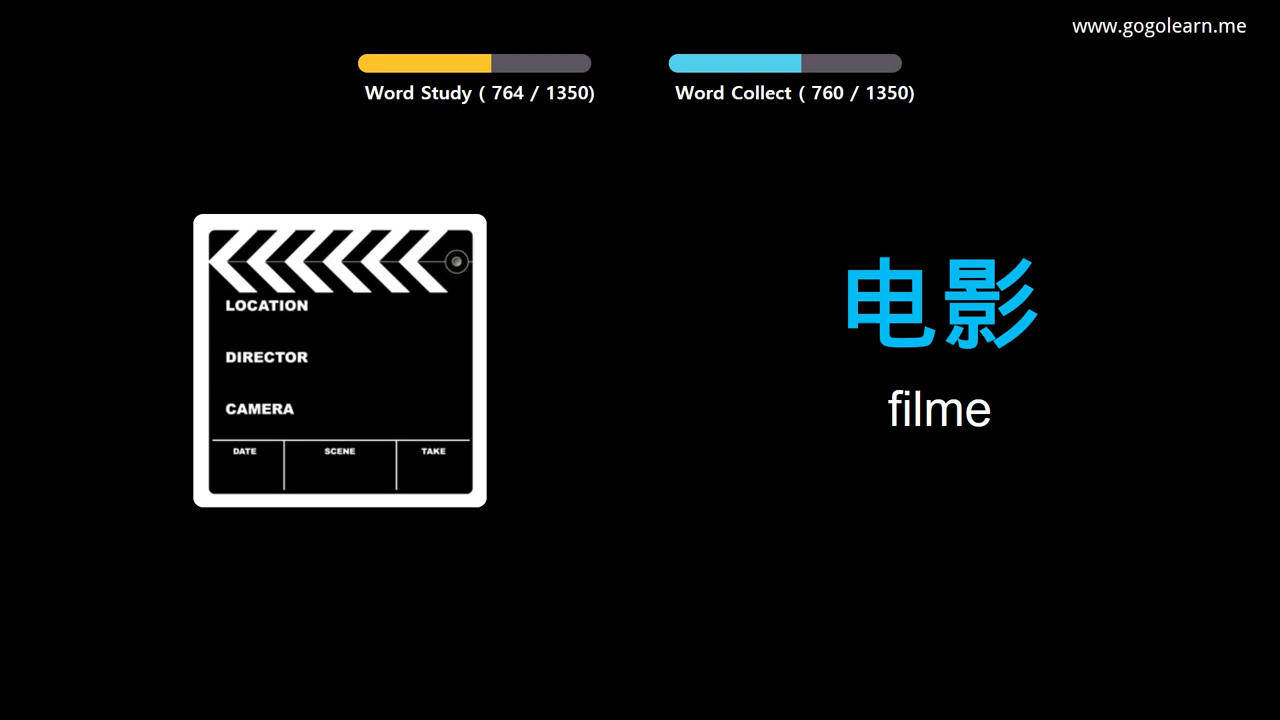 www.gogolearn.me
Word Study ( 764 / 1350)
Word Collect ( 760 / 1350)
LOCATION
DIRECTOR
CAMERA
DATE
SCENE
TAKE
电影
filme